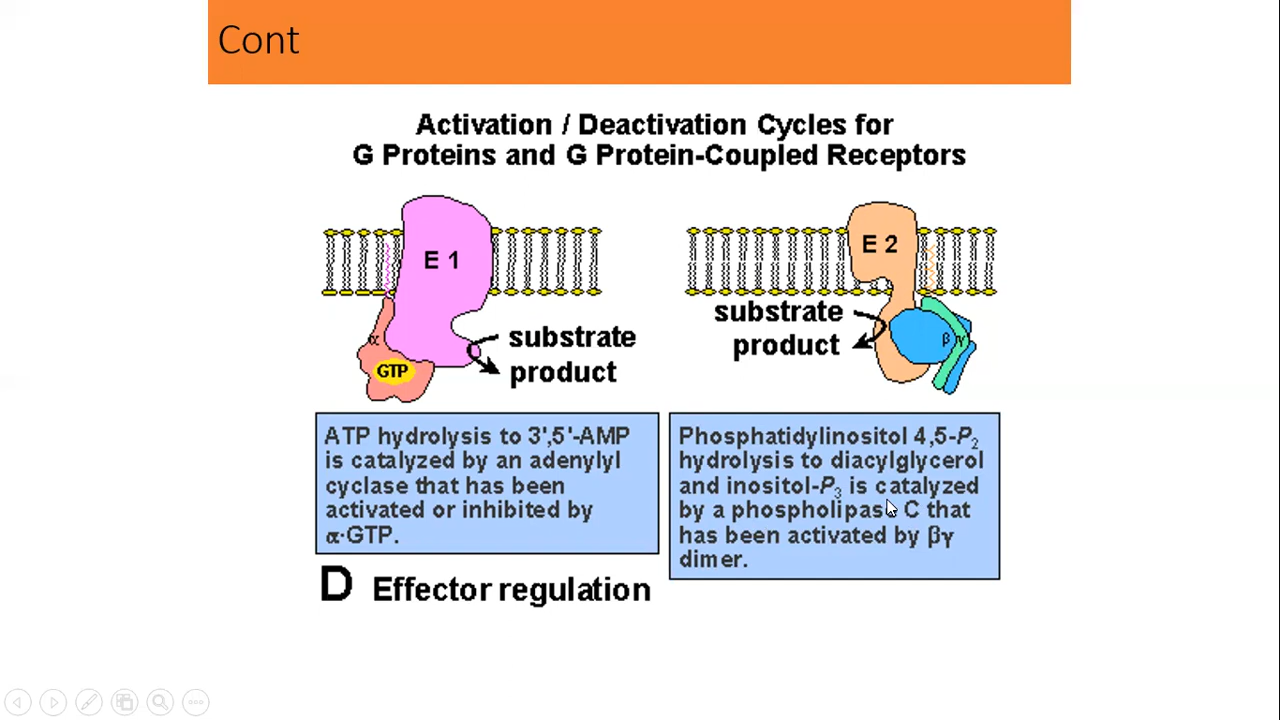 Cont
Activation / Deactivation Cycles for
G Proteins and G Protein-Coupled Receptors
E 1
α
GTP
substrate
product
E 2
substrate
product
β γ
ATP hydrolysis to 3',5'-AMP
is catalyzed by an adenylyl
cyclase that has been
activated or inhibited by
α·GTP.
Phosphatidylinositol 4,5-P₂
hydrolysis to diacylglycerol
and inositol-P₃ is catalyzed
by a phospholipase C that
has been activated by βγ
dimer.
D Effector regulation